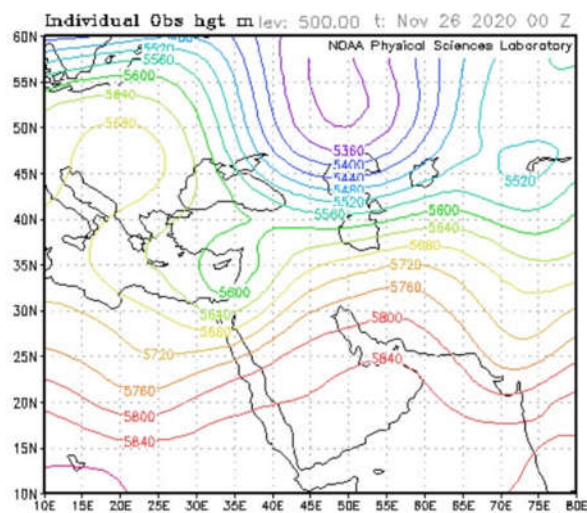 Individual Obs hgt m lev: 500.00 t: Nov 26 2020 00 Z
NOAA Physical Sciences Laboratory
60N
55N
50N
45N
40N
35N
30N
25N
20N
15N
10N
5480
5520
5560
5600
5640
5680
5360
5400
5440
5480
5520
5560
5520
5600
5640
5680
5720
5760
5600
5640
5680
5800
5720
5840
5760
5800
5840
10E 15E 20E 25E 30E 35E 40E 45E 50E 55E 60E 65E 70E 75E 80E